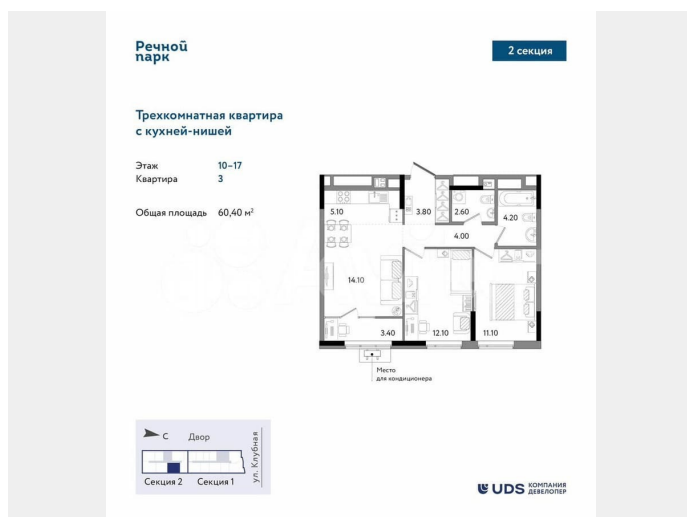 Речной
парк
2 секция
Трехкомнатная квартира
с кухней-нишей
Этаж 10–17
Квартира 3
Общая площадь 60,40 м²
5.10
3.80
2.60
4.20
4.00
14.10
3.40
12.10
11.10
Место
для кондиционера
С Двор
ул. Клубная
Секция 2 Секция 1
UDS КОМПАНИЯ
ДЕВЕЛОПЕР